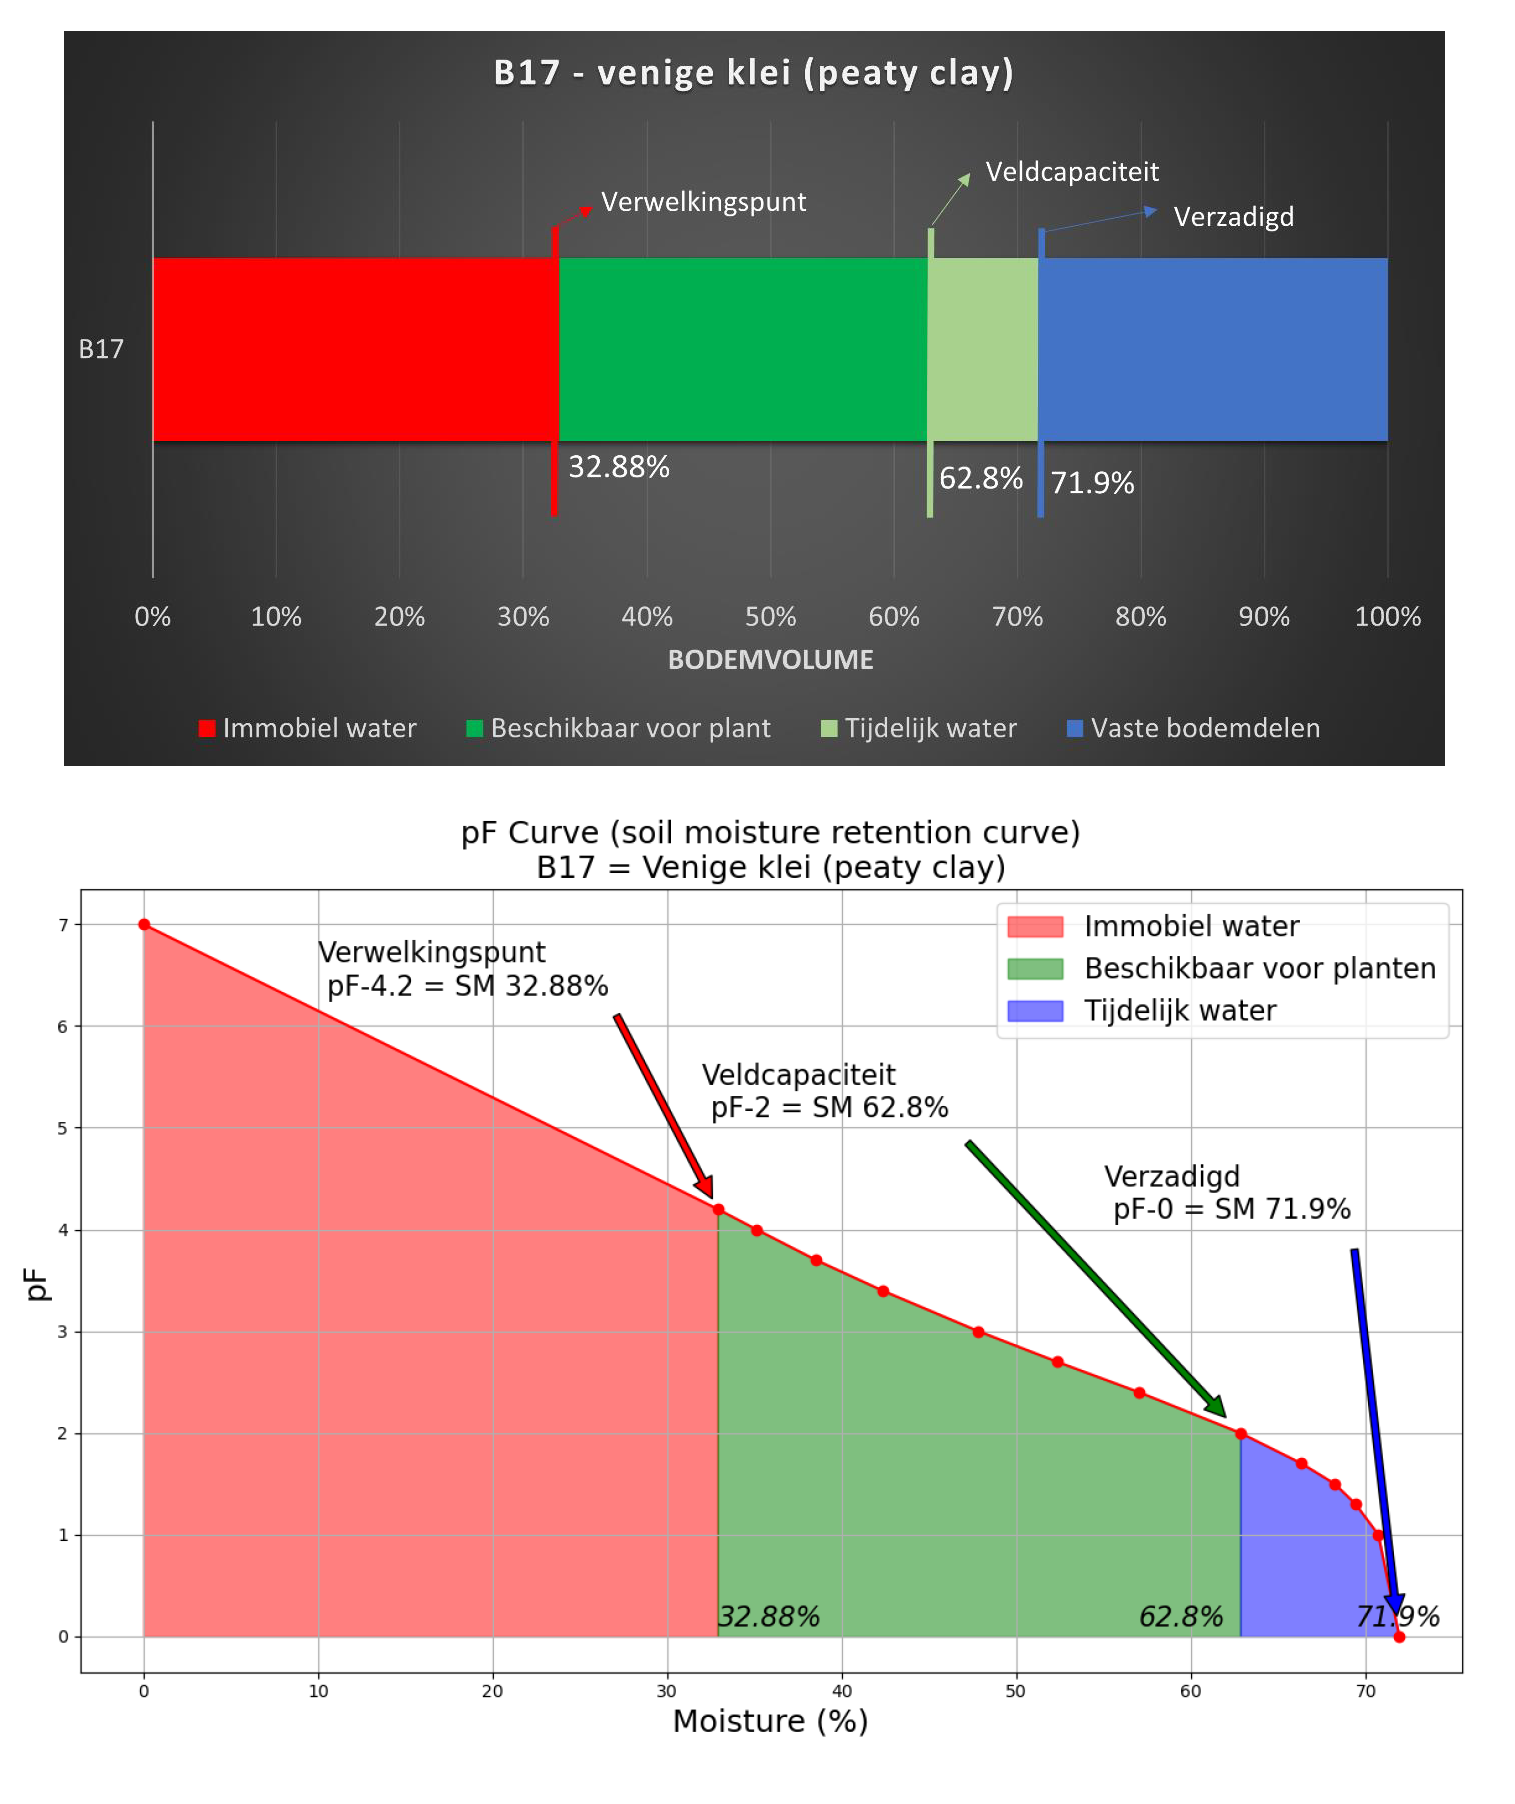 B17 - venige klei (peaty clay)
Veldcapaciteit
Verwelkingspunt
Verzadigd
B17
32.88%
62.8%
71.9%
0% 10% 20% 30% 40% 50% 60% 70% 80% 90% 100%
BODEMVOLUME
Immobiel water Beschikbaar voor plant Tijdelijk water Vaste bodemdelen
pF Curve (soil moisture retention curve)
B17 = Venige klei (peaty clay)
7
6
5
4
3
2
1
0
pF
Immobiel water
Beschikbaar voor planten
Tijdelijk water
Verwelkingspunt
pF-4.2 = SM 32.88%
Veldcapaciteit
pF-2 = SM 62.8%
Verzadigd
pF-0 = SM 71.9%
32.88% 62.8% 71.9%
0 10 20 30 40 50 60 70
Moisture (%)